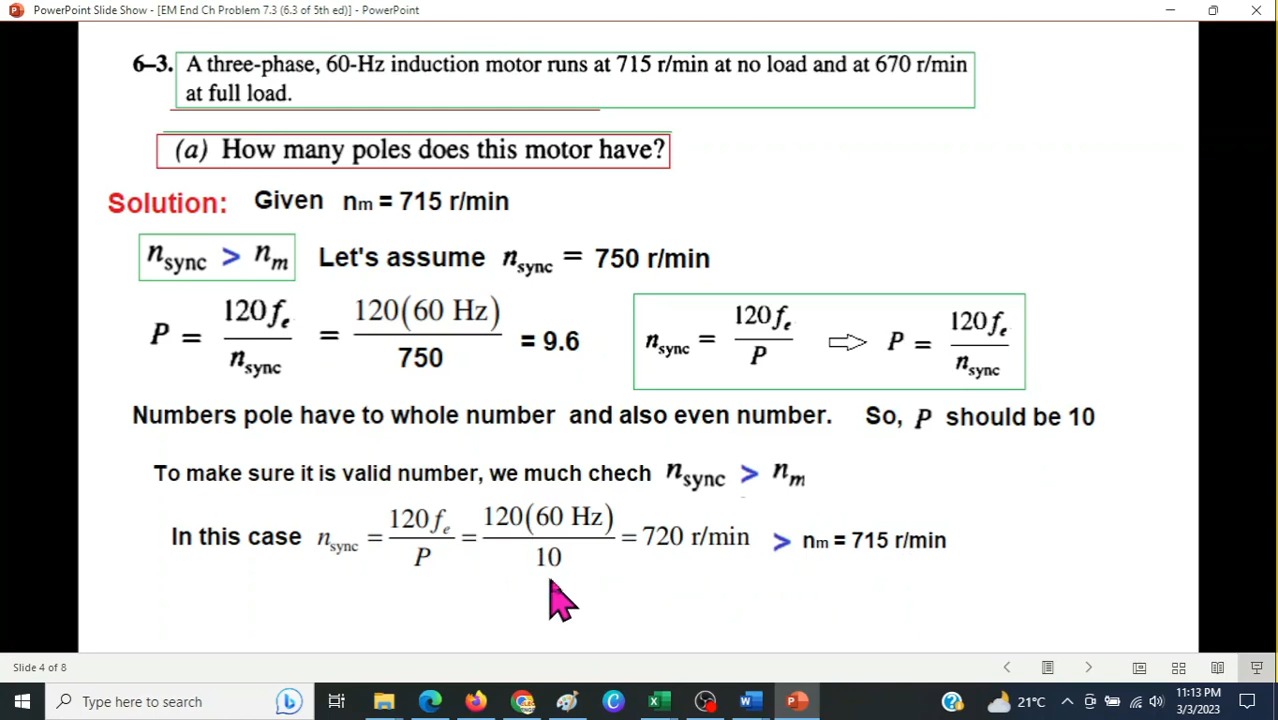 PowerPoint Slide Show - [EM End Ch Problem 7.3 (6.3 of 5th ed)] - PowerPoint
6–3. A three-phase, 60-Hz induction motor runs at 715 r/min at no load and at 670 r/min
at full load.
(a) How many poles does this motor have?
Solution: Given nm = 715 r/min
nsync > nm Let's assume nsync = 750 r/min
P = 120fe / nsync = 120(60 Hz) / 750 = 9.6
nsync = 120fe / P ⇨ P = 120fe / nsync
Numbers pole have to whole number and also even number. So, P should be 10
To make sure it is valid number, we much chech nsync > nm
In this case nsync = 120fe / P = 120(60 Hz) / 10 = 720 r/min > nm = 715 r/min
Slide 4 of 8
Type here to search
21°C
11:13 PM
3/3/2023